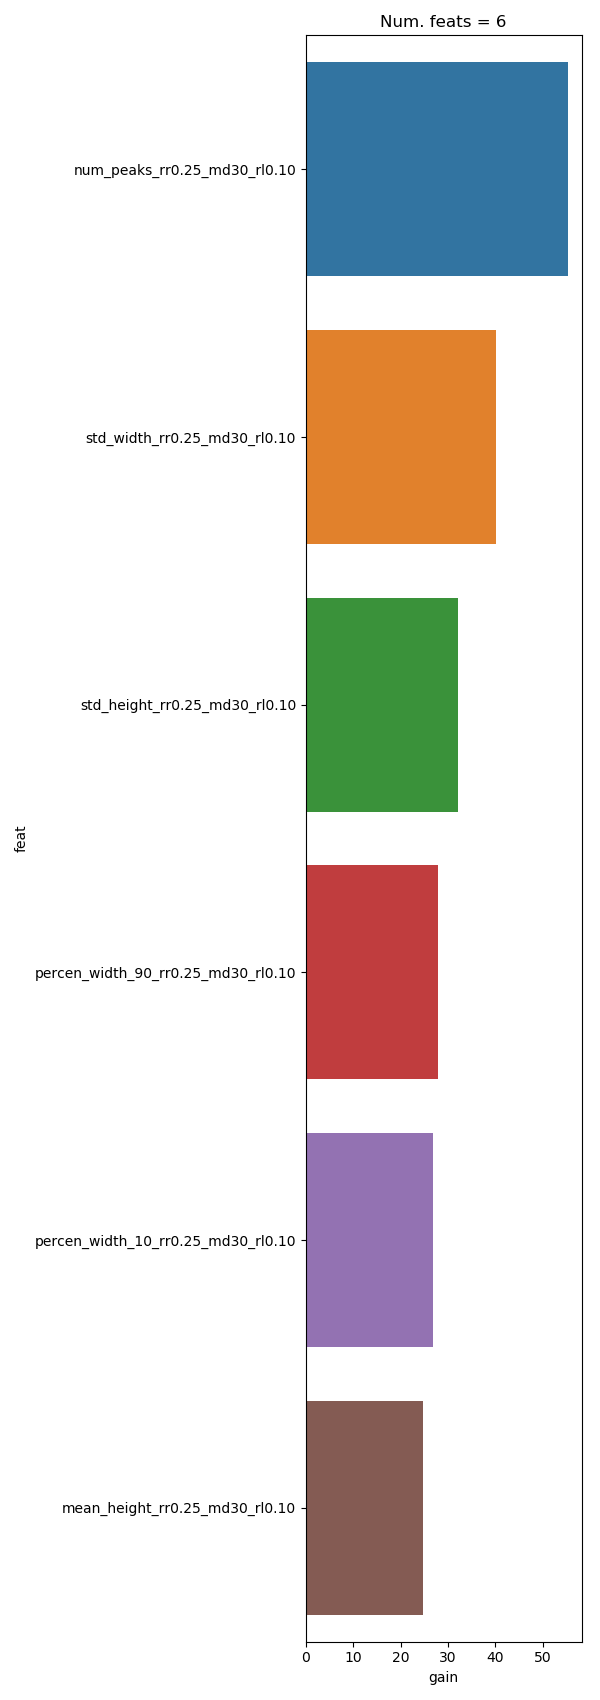 Num. feats = 6
num_peaks_rr0.25_md30_rl0.10
std_width_rr0.25_md30_rl0.10
std_height_rr0.25_md30_rl0.10
feat
percen_width_90_rr0.25_md30_rl0.10
percen_width_10_rr0.25_md30_rl0.10
mean_height_rr0.25_md30_rl0.10
0 10 20 30 40 50
gain